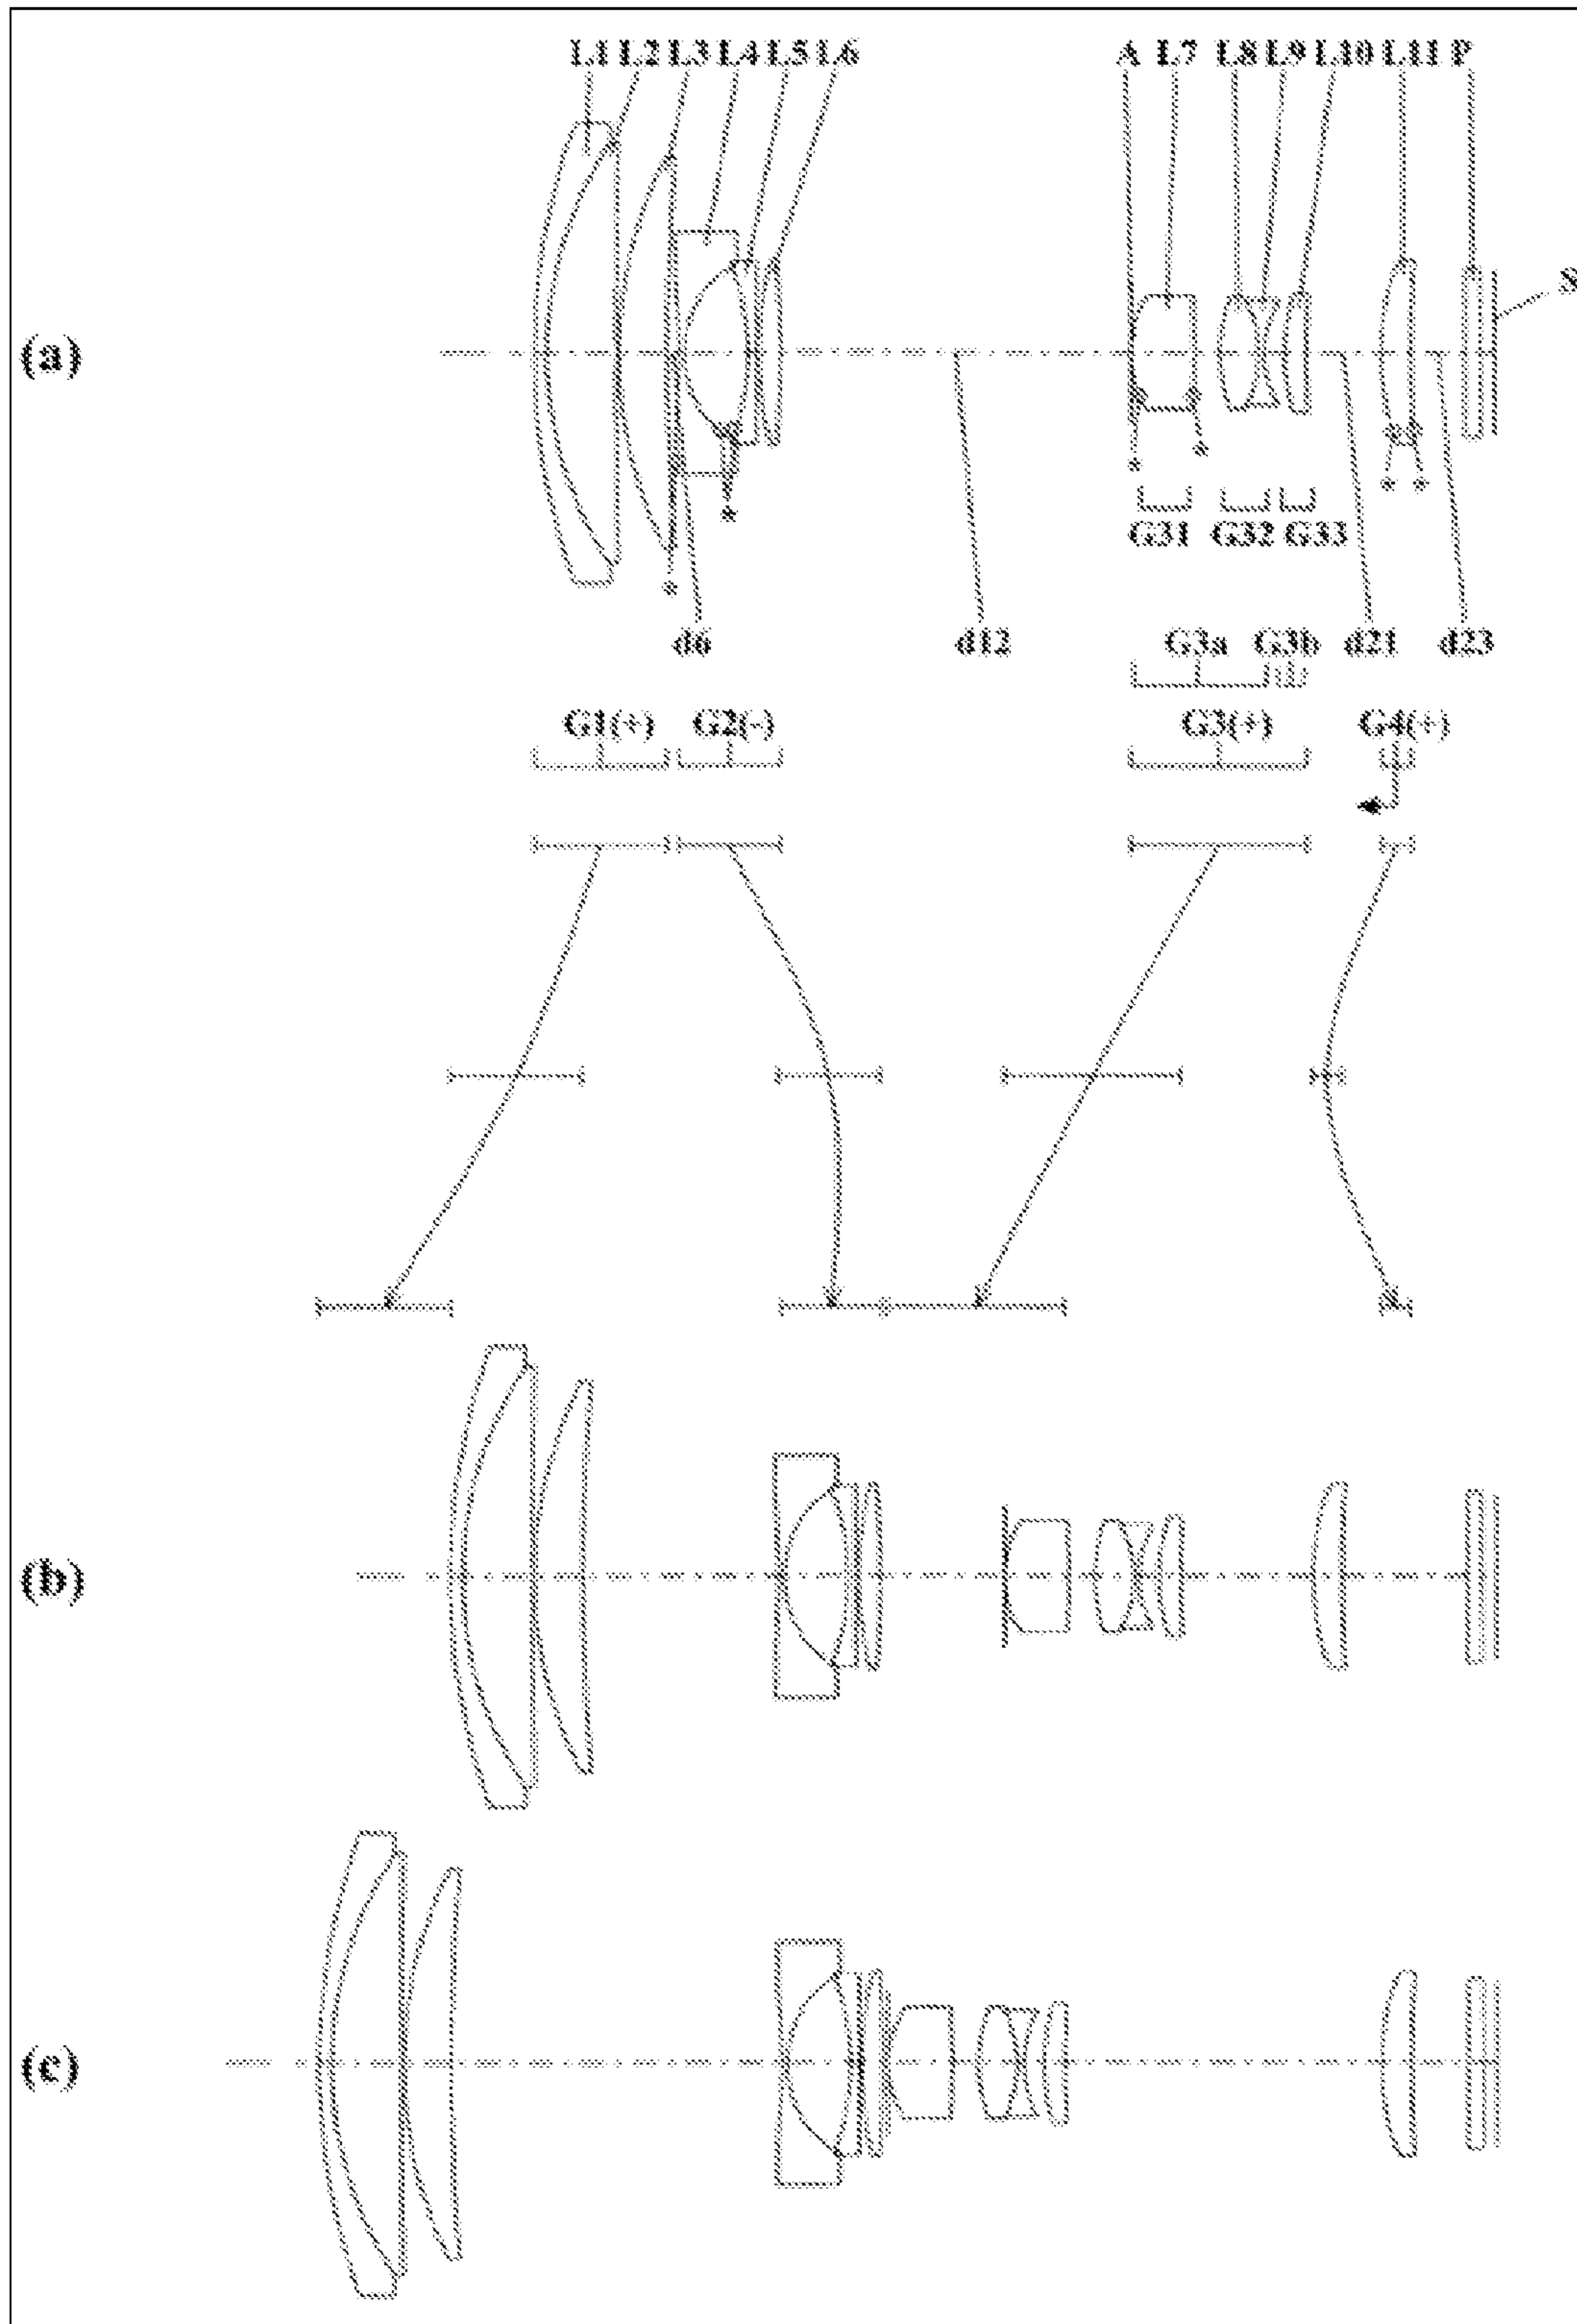 L1 L2 L3 L4 L5 L6 A L7 L8 L9 L10 L11 P
S
(a)
* * * * * *
G31 G32 G33
d6 d12 G3a G3b d21 d23
G1(+) G2(-) G3(+) G4(+)
(b)
(c)